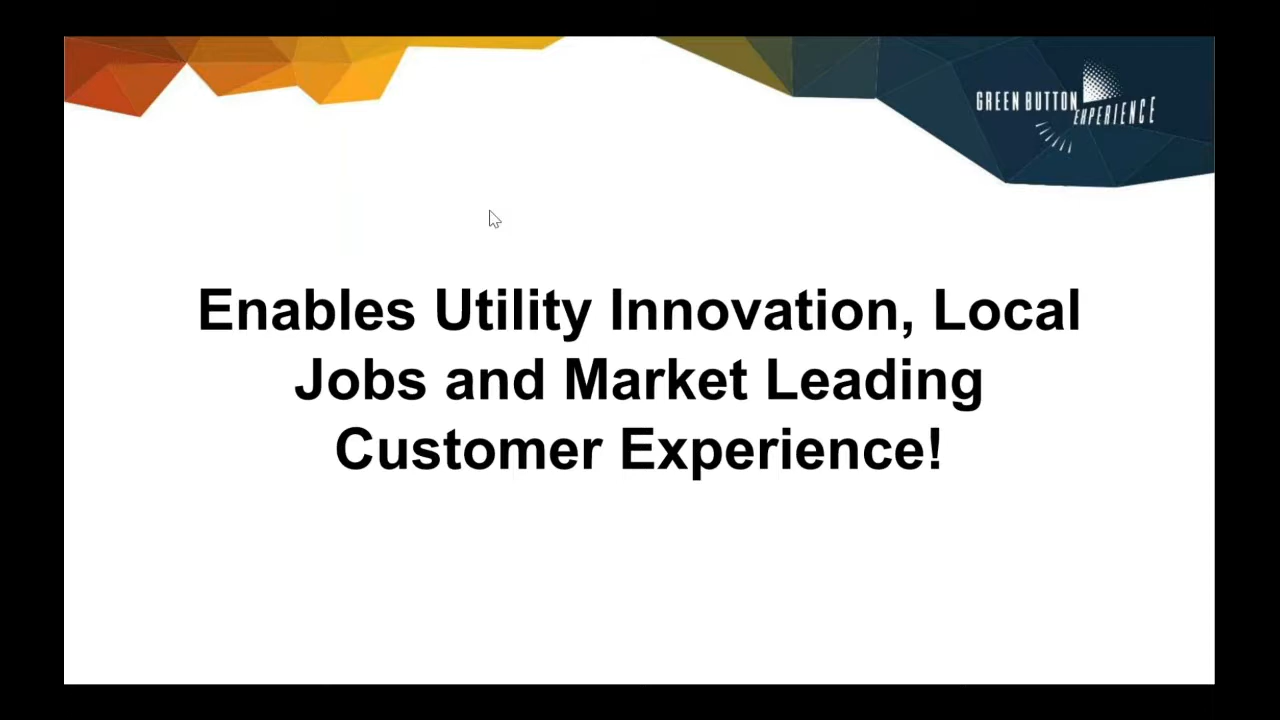 GREEN BUTTON
EXPERIENCE
Enables Utility Innovation, Local
Jobs and Market Leading
Customer Experience!